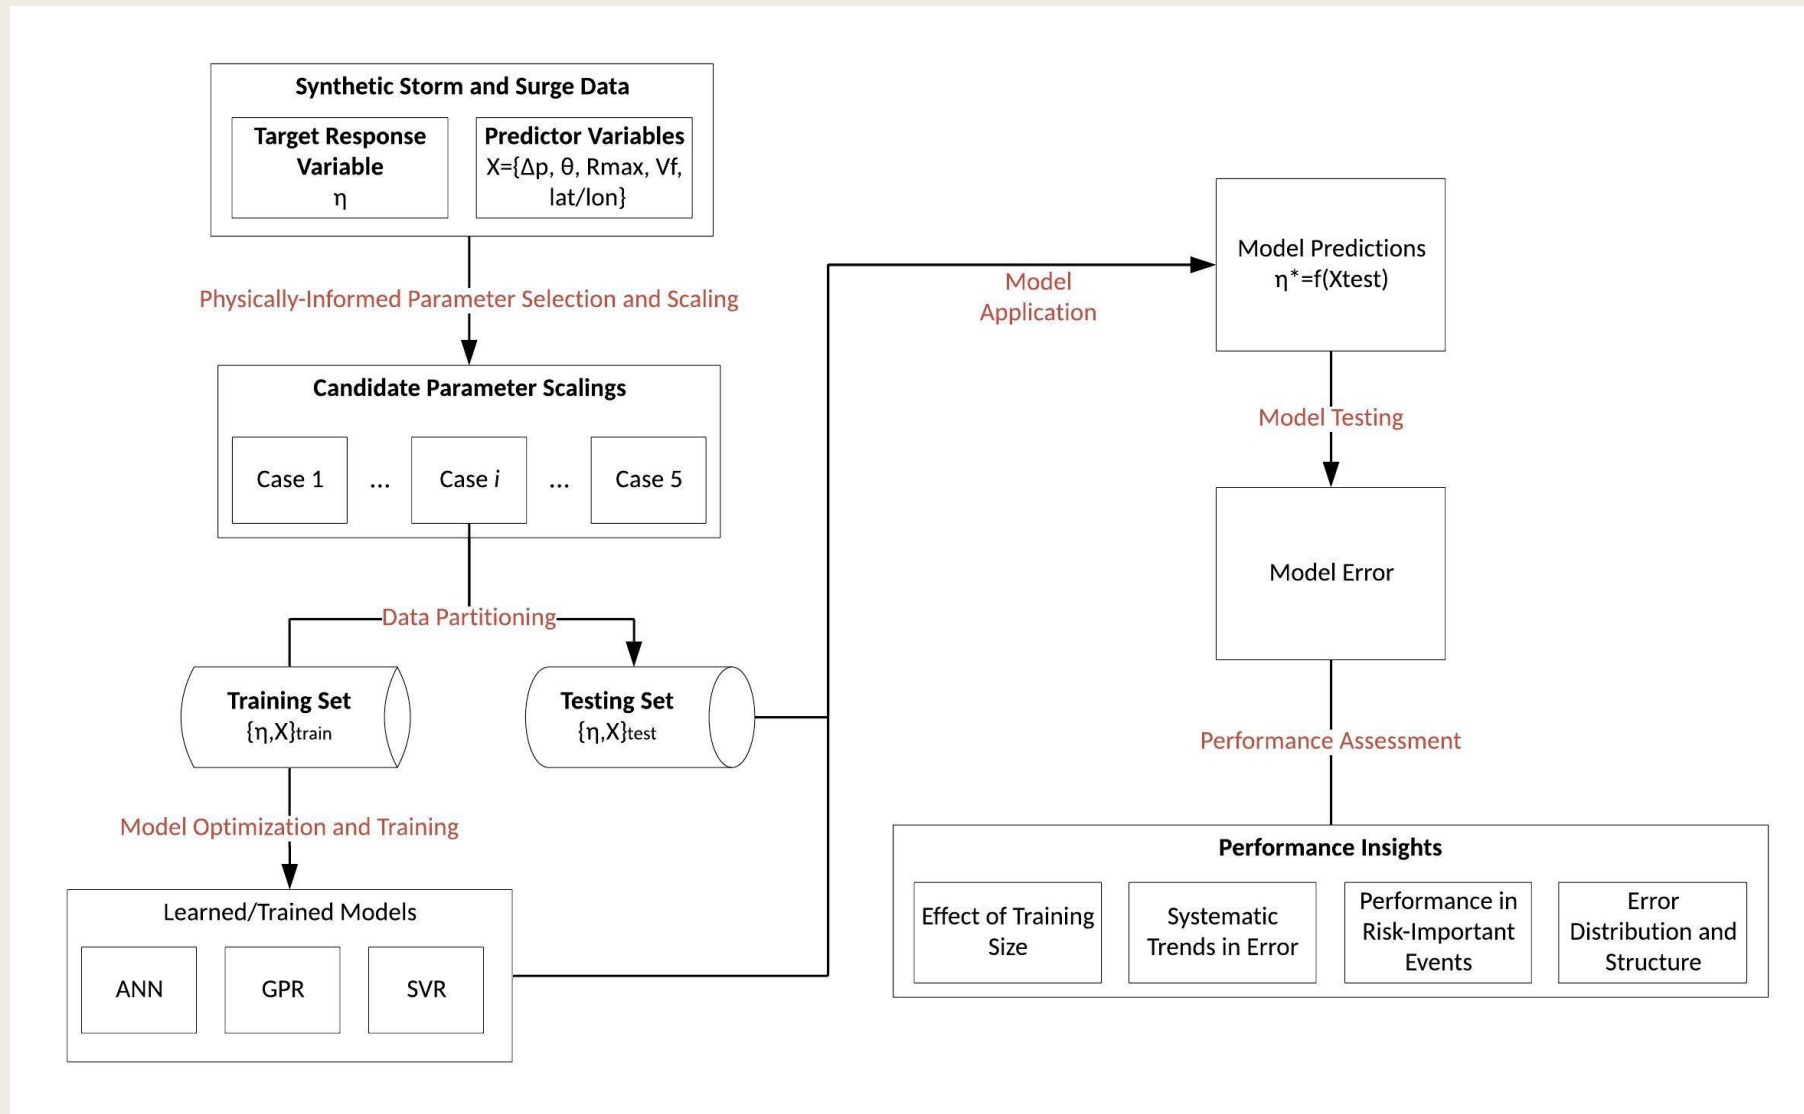 Synthetic Storm and Surge Data
Target Response
Variable
η
Predictor Variables
X={Δp, θ, Rmax, Vf,
lat/lon}
Physically-Informed Parameter Selection and Scaling
Candidate Parameter Scalings
Case 1
...
Case i
...
Case 5
Data Partitioning
Training Set
{η,X}train
Testing Set
{η,X}test
Model Optimization and Training
Learned/Trained Models
ANN
GPR
SVR
Model
Application
Model Predictions
η*=f(Xtest)
Model Testing
Model Error
Performance Assessment
Performance Insights
Effect of Training
Size
Systematic
Trends in Error
Performance in
Risk-Important
Events
Error
Distribution and
Structure